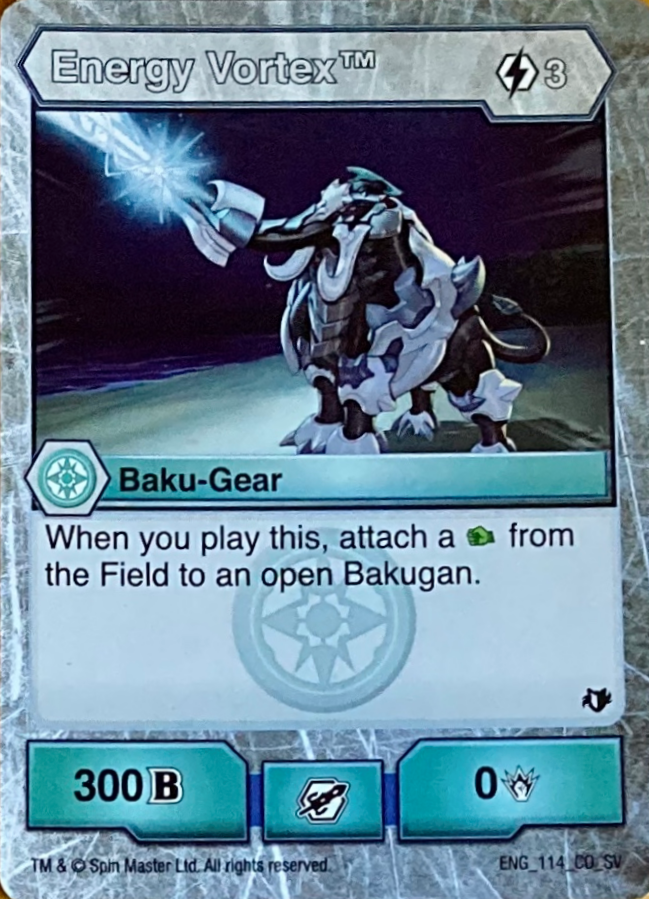 Energy Vortex™ 3
Baku-Gear
When you play this, attach a from
the Field to an open Bakugan.
300 B
0
TM & © Spin Master Ltd. All rights reserved.
ENG_114_CO_SV